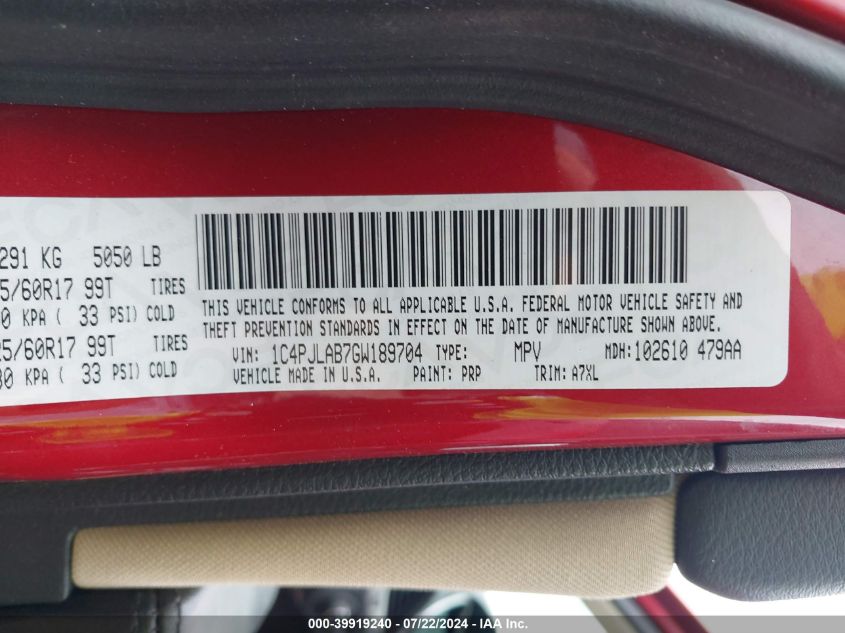 291 KG 5050 LB
5/60R17 99T TIRES
0 KPA ( 33 PSI) COLD
25/60R17 99T TIRES
30 KPA ( 33 PSI) COLD
THIS VEHICLE CONFORMS TO ALL APPLICABLE U.S.A. FEDERAL MOTOR VEHICLE SAFETY AND
THEFT PREVENTION STANDARDS IN EFFECT ON THE DATE OF MANUFACTURE SHOWN ABOVE.
VIN: 1C4PJLAB7GW189704 TYPE: MPV MDH:102610 479AA
VEHICLE MADE IN U.S.A. PAINT: PRP TRIM: A7XL
000-39919240 - 07/22/2024 - IAA Inc.